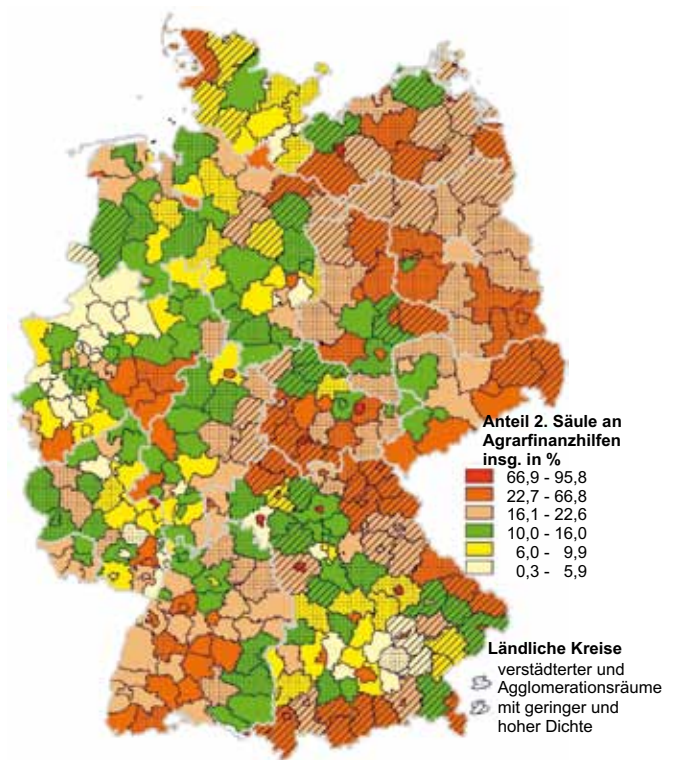 Anteil 2. Säule an
Agrarfinanzhilfen
insg. in %
66,9 - 95,8
22,7 - 66,8
16,1 - 22,6
10,0 - 16,0
6,0 - 9,9
0,3 - 5,9
Ländliche Kreise
verstädterter und
Agglomerationsräume
mit geringer und
hoher Dichte